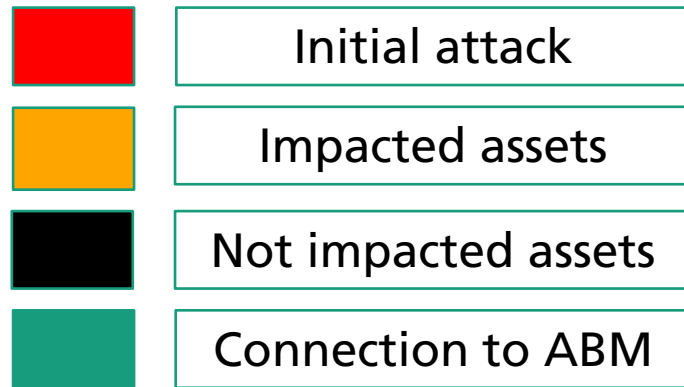 Initial attack
Impacted assets
Not impacted assets
Connection to ABM